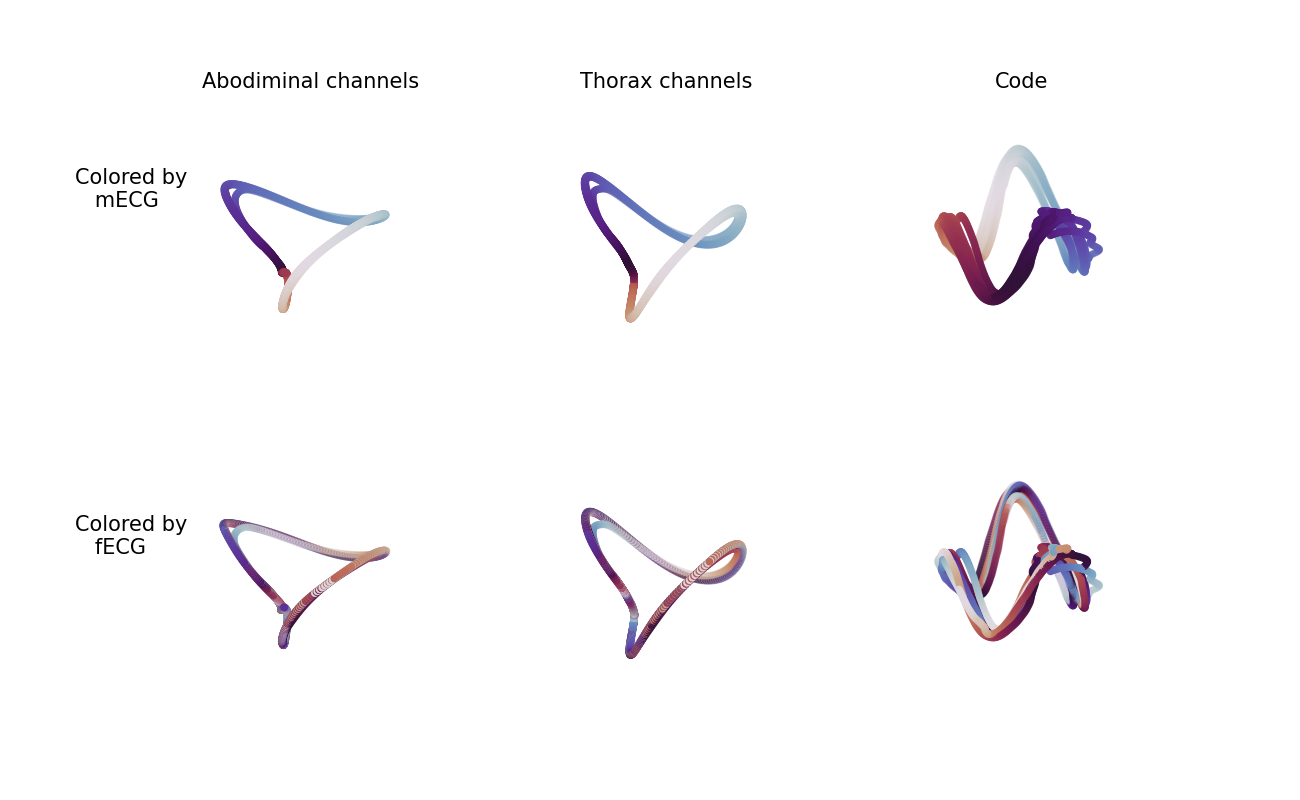 Abodiminal channels
Thorax channels
Code
Colored by
mECG
Colored by
fECG